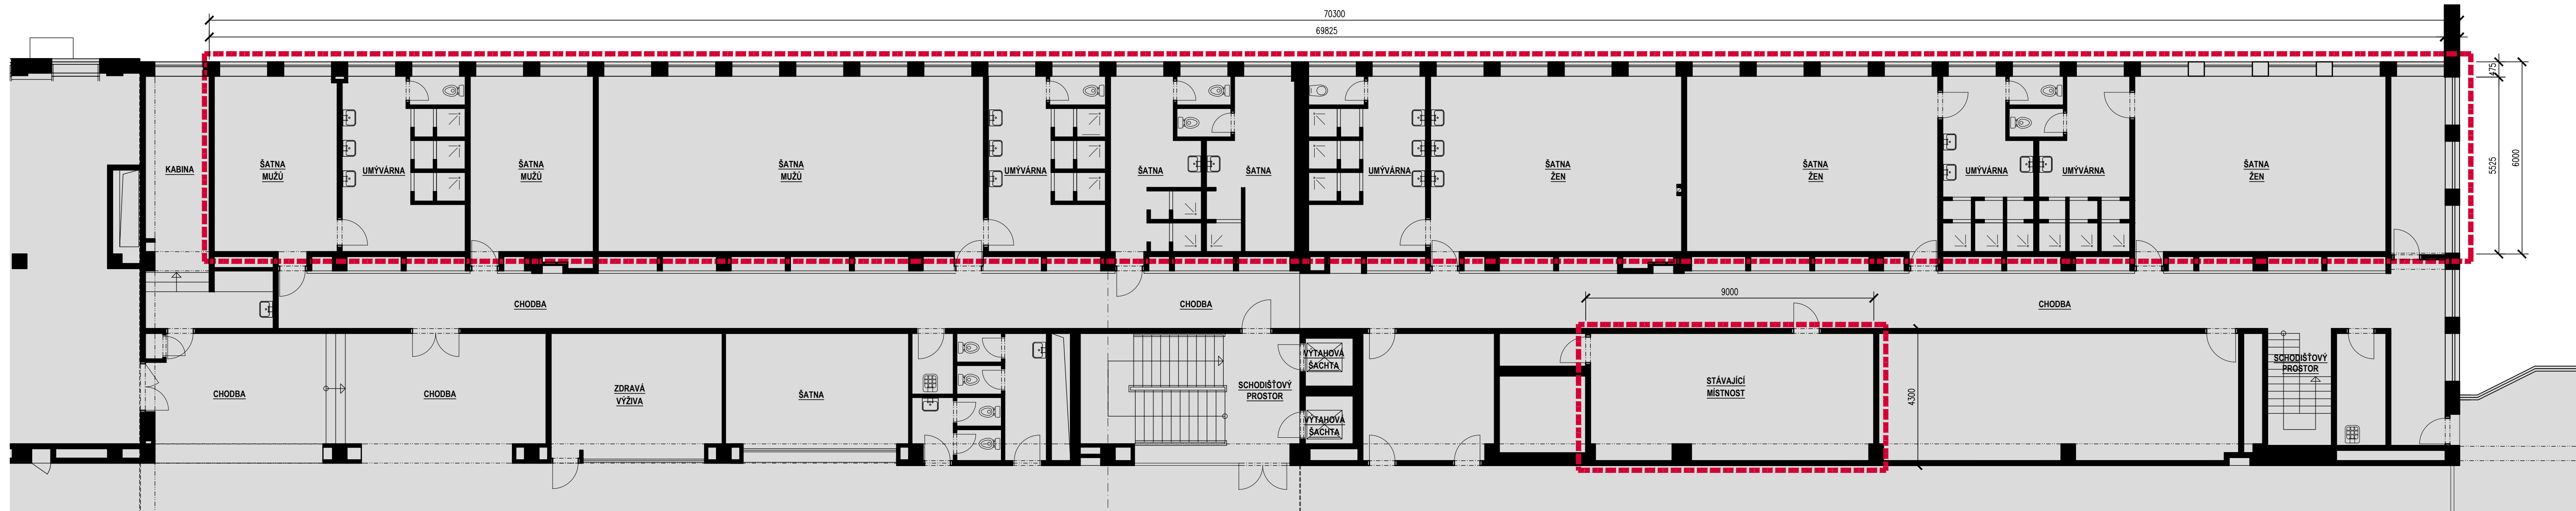 70300
69825
475
5525
6000
KABINA
ŠATNA
MUŽŮ
UMÝVÁRNA
ŠATNA
MUŽŮ
ŠATNA
MUŽŮ
UMÝVÁRNA
ŠATNA
ŠATNA
UMÝVÁRNA
ŠATNA
ŽEN
ŠATNA
ŽEN
UMÝVÁRNA
UMÝVÁRNA
ŠATNA
ŽEN
CHODBA
CHODBA
9000
CHODBA
CHODBA
CHODBA
ZDRAVÁ
VÝŽIVA
ŠATNA
SCHODIŠŤOVÝ
PROSTOR
VÝTAHOVÁ
ŠACHTA
VÝTAHOVÁ
ŠACHTA
STÁVAJÍCÍ
MÍSTNOST
4300
SCHODIŠŤOVÝ
PROSTOR